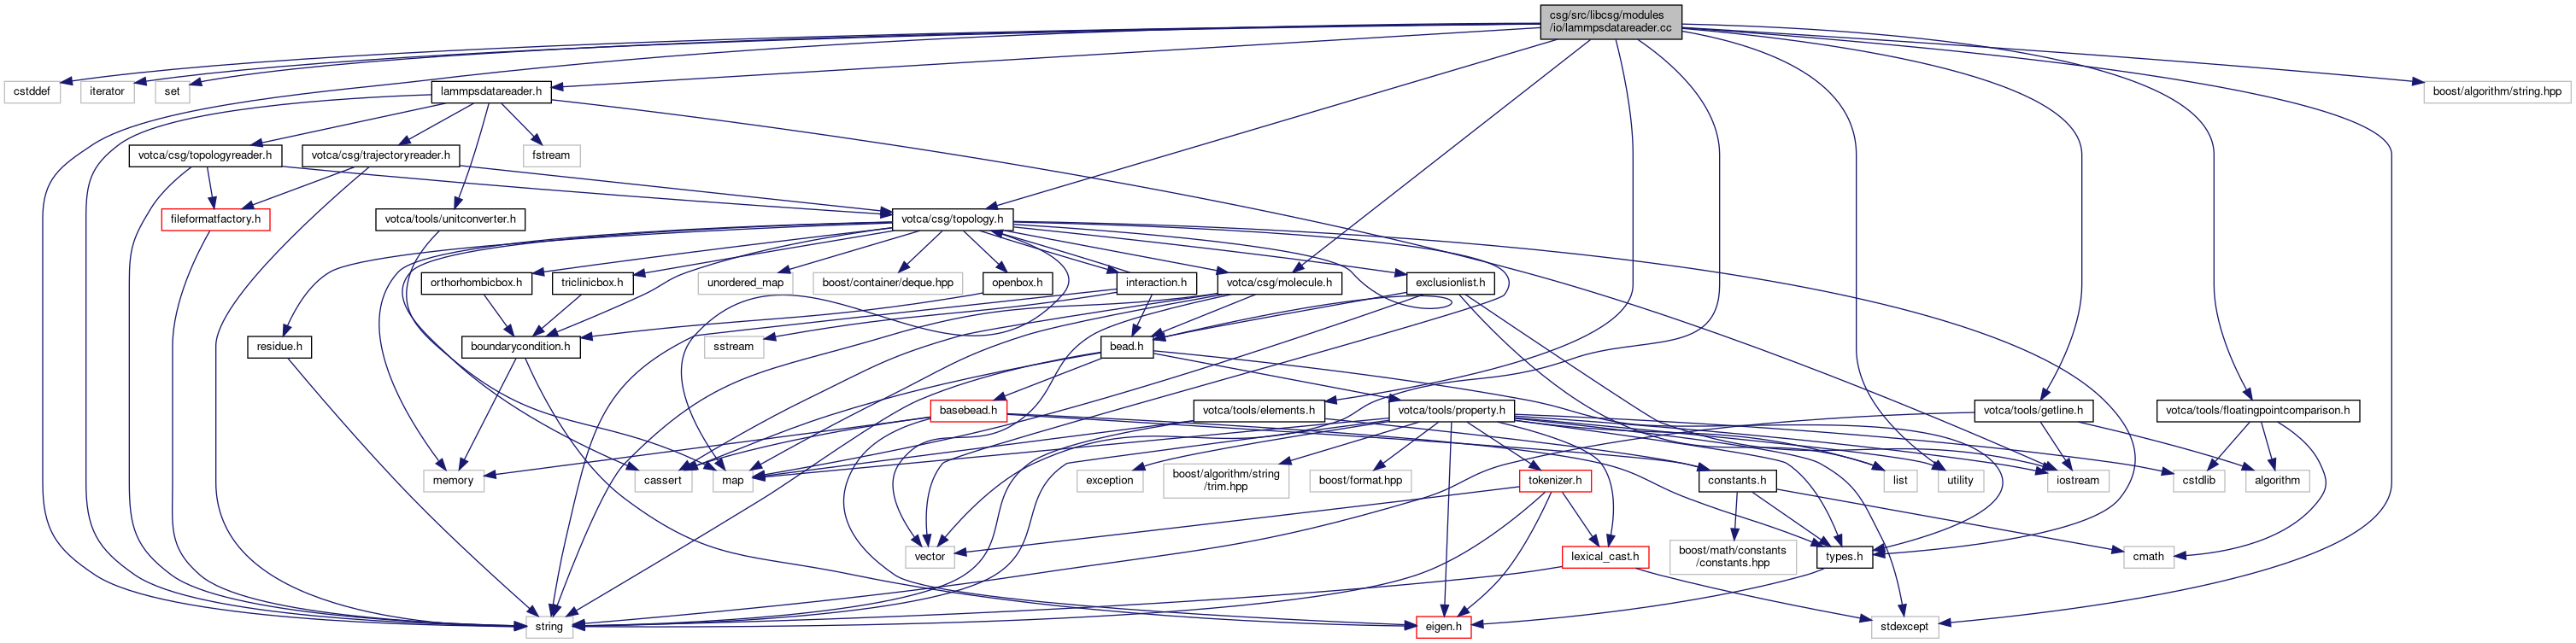 csg/src/libcsg/modules
/io/lammpsdatareader.cc
cstddef
iterator
set
lammpsdatareader.h
boost/algorithm/string.hpp
votca/csg/topologyreader.h
votca/csg/trajectoryreader.h
fstream
fileformatfactory.h
votca/tools/unitconverter.h
votca/csg/topology.h
orthorhombicbox.h
triclinicbox.h
unordered_map
boost/container/deque.hpp
openbox.h
interaction.h
votca/csg/molecule.h
exclusionlist.h
residue.h
boundarycondition.h
sstream
bead.h
basebead.h
votca/tools/elements.h
votca/tools/property.h
votca/tools/getline.h
votca/tools/floatingpointcomparison.h
memory
cassert
map
exception
boost/algorithm/string
/trim.hpp
boost/format.hpp
tokenizer.h
constants.h
list
utility
iostream
cstdlib
algorithm
vector
lexical_cast.h
boost/math/constants
/constants.hpp
types.h
cmath
string
eigen.h
stdexcept